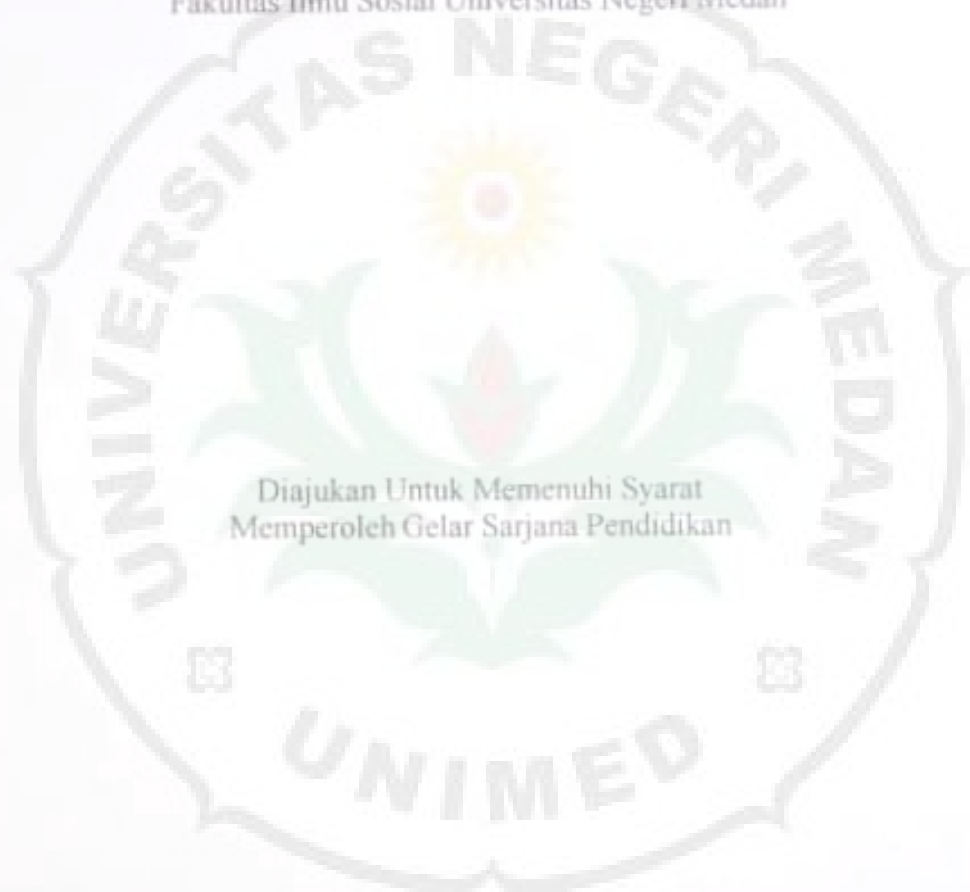 Fakultas Ilmu Sosial Universitas Negeri Medan
UNIVERSITAS NEGERI MEDAN
Diajukan Untuk Memenuhi Syarat
Memperoleh Gelar Sarjana Pendidikan
UNIMED